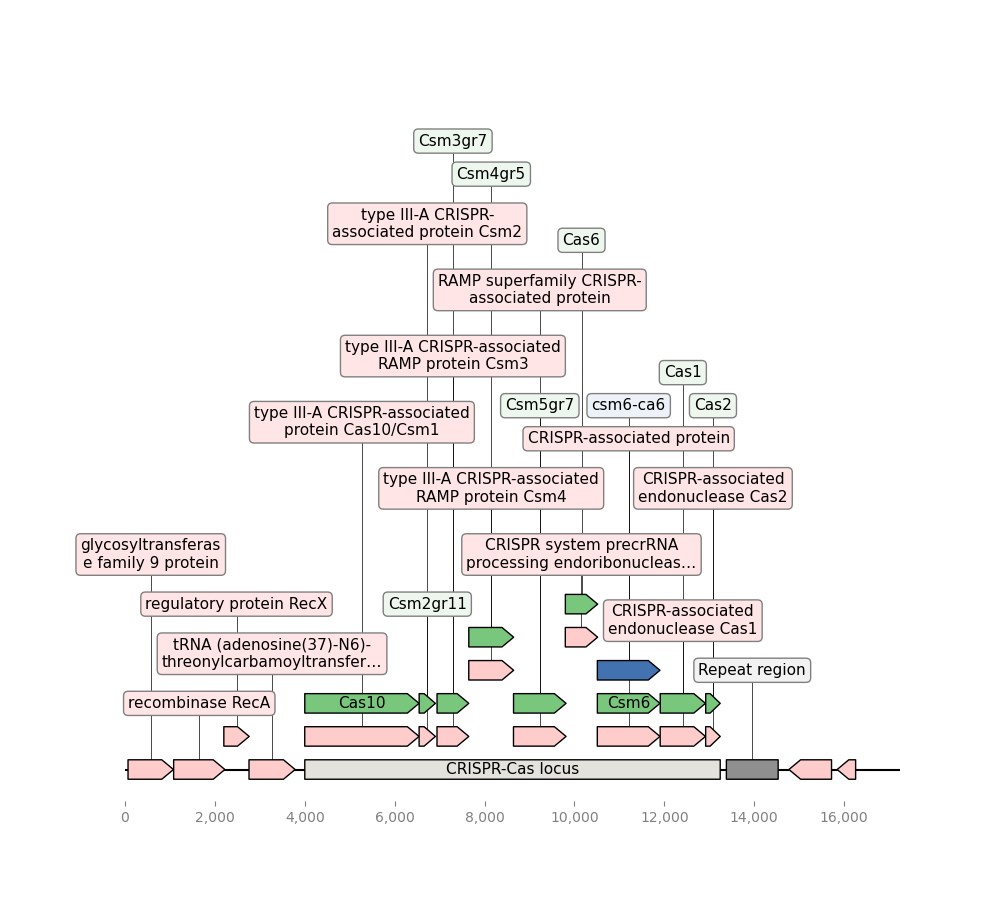 Csm3gr7
Csm4gr5
type III-A CRISPR-
associated protein Csm2
Cas6
RAMP superfamily CRISPR-
associated protein
type III-A CRISPR-associated
RAMP protein Csm3
Cas1
Csm5gr7
csm6-ca6
Cas2
type III-A CRISPR-associated
protein Cas10/Csm1
CRISPR-associated protein
type III-A CRISPR-associated
RAMP protein Csm4
CRISPR-associated
endonuclease Cas2
glycosyltransferas
e family 9 protein
CRISPR system precrRNA
processing endoribonucleas…
regulatory protein RecX
Csm2gr11
CRISPR-associated
endonuclease Cas1
tRNA (adenosine(37)-N6)-
threonylcarbamoyltransfer…
Repeat region
recombinase RecA
Cas10
Csm6
CRISPR-Cas locus
0
2,000
4,000
6,000
8,000
10,000
12,000
14,000
16,000